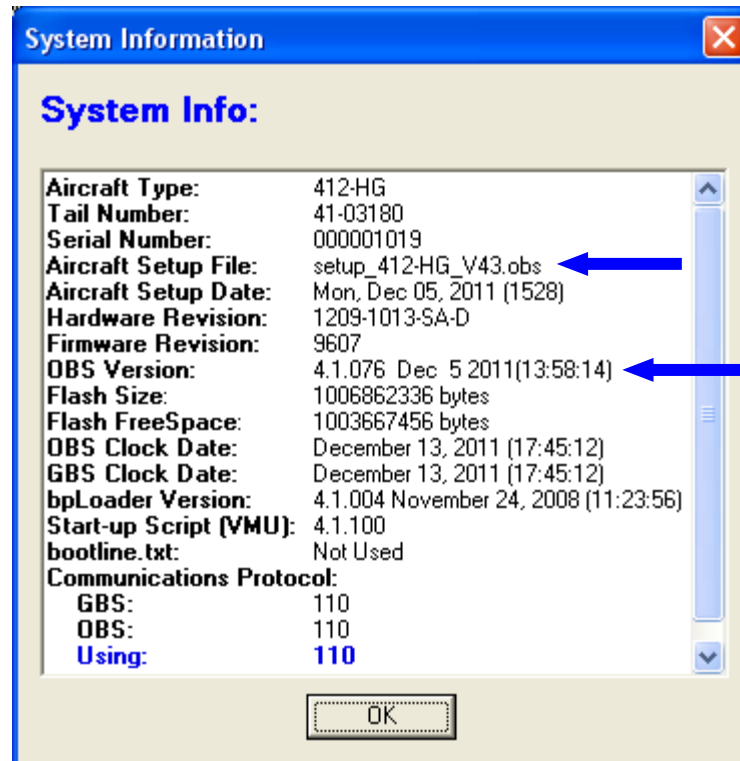 System Information
System Info:
Aircraft Type: 412-HG
Tail Number: 41-03180
Serial Number: 000001019
Aircraft Setup File: setup_412-HG_V43.obs
Aircraft Setup Date: Mon, Dec 05, 2011 (1528)
Hardware Revision: 1209-1013-SA-D
Firmware Revision: 9607
OBS Version: 4.1.076 Dec 5 2011(13:58:14)
Flash Size: 1006862336 bytes
Flash FreeSpace: 1003667456 bytes
OBS Clock Date: December 13, 2011 (17:45:12)
GBS Clock Date: December 13, 2011 (17:45:12)
bpLoader Version: 4.1.004 November 24, 2008 (11:23:56)
Start-up Script (VMU): 4.1.100
bootline.txt: Not Used
Communications Protocol:
GBS: 110
OBS: 110
Using: 110
OK